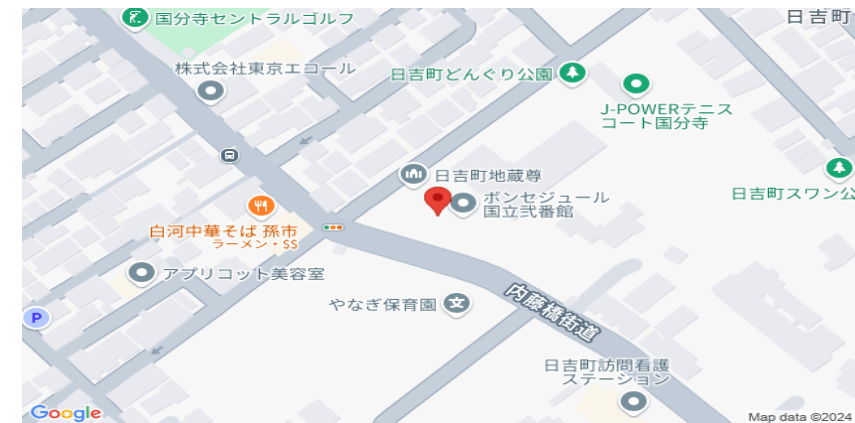 国分寺セントラルゴルフ
日吉町
株式会社東京エコール
日吉町どんぐり公園
J-POWERテニス
コート国分寺
日吉町地蔵尊
ボンセジュール
国立弐番館
日吉町スワン公
白河中華そば 孫市
ラーメン・SS
アプリコット美容室
やなぎ保育園
文
内藤橋街道
P
日吉町訪問看護
ステーション
Google
Map data ©2024